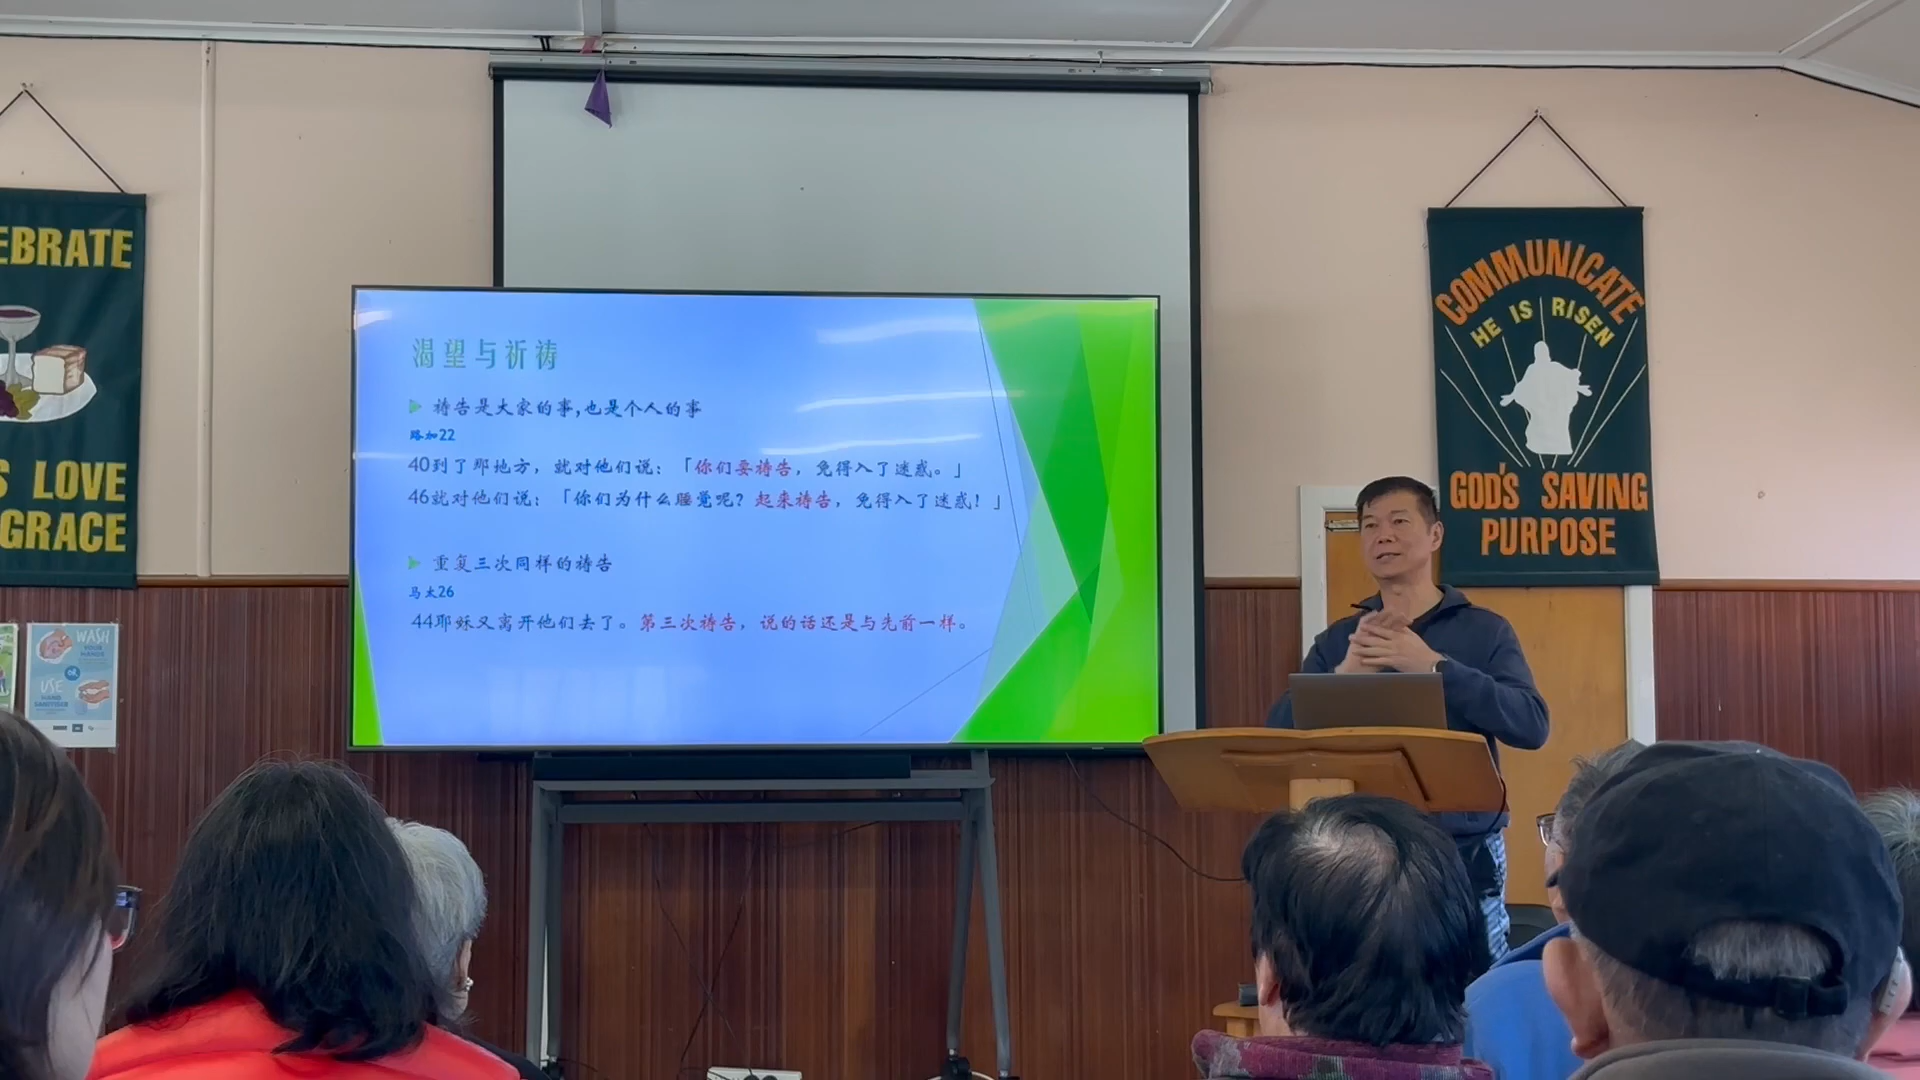 EBRATE
S LOVE
GRACE
WASH
YOUR
HANDS
or
USE
HAND
SANITISER
渴望与祈祷
祷告是大家的事,也是个人的事
路加22
40到了那地方，就对他们说：「你们要祷告，免得入了迷惑。」
46就对他们说：「你们为什么睡觉呢？起来祷告，免得入了迷惑！」
重复三次同样的祷告
马太26
44耶稣又离开他们去了。第三次祷告，说的话还是与先前一样。
COMMUNICATE
HE IS RISEN
GOD'S SAVING
PURPOSE